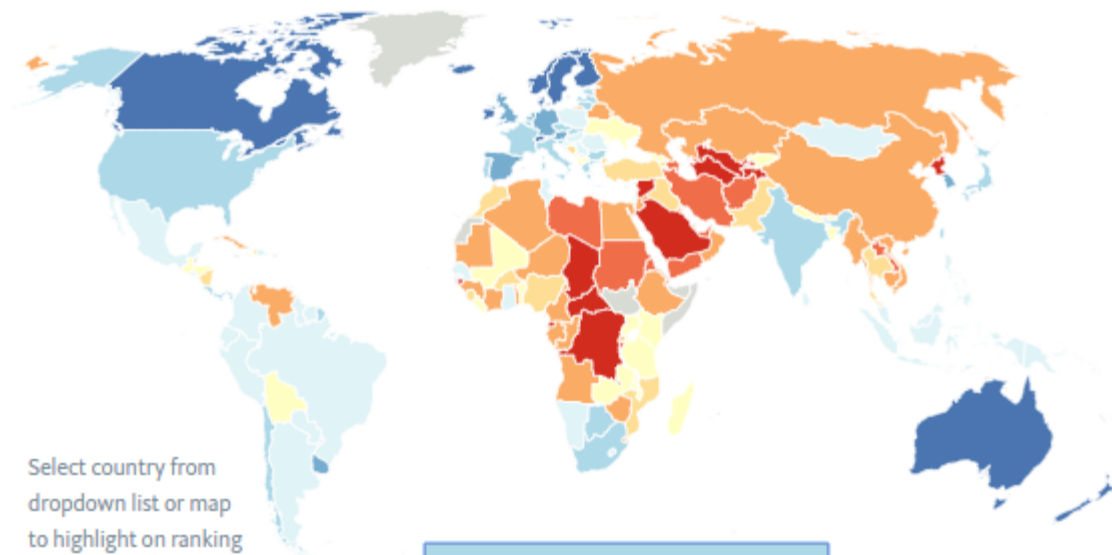 Select country from
dropdown list or map
to highlight on ranking